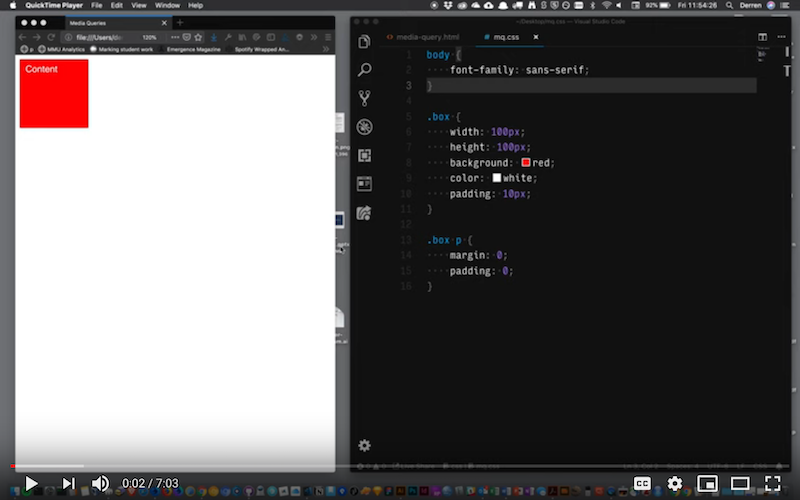 QuickTime Player File Edit View Window Help
92% Fri 11:54:26 Derren
Media Queries
file:///Users/de 120%
MMU Analytics Marking student work Emergence Magazine Spotify Wrapped An...
Content
~/Desktop/mq.css — Visual Studio Code
media-query.html # mq.css
1 body {
2 font-family: sans-serif;
3 }
4
5 .box {
6 width: 100px;
7 height: 100px;
8 background: red;
9 color: white;
10 padding: 10px;
11 }
12
13 .box p {
14 margin: 0;
15 padding: 0;
16 }
0:02 / 7:03
CC